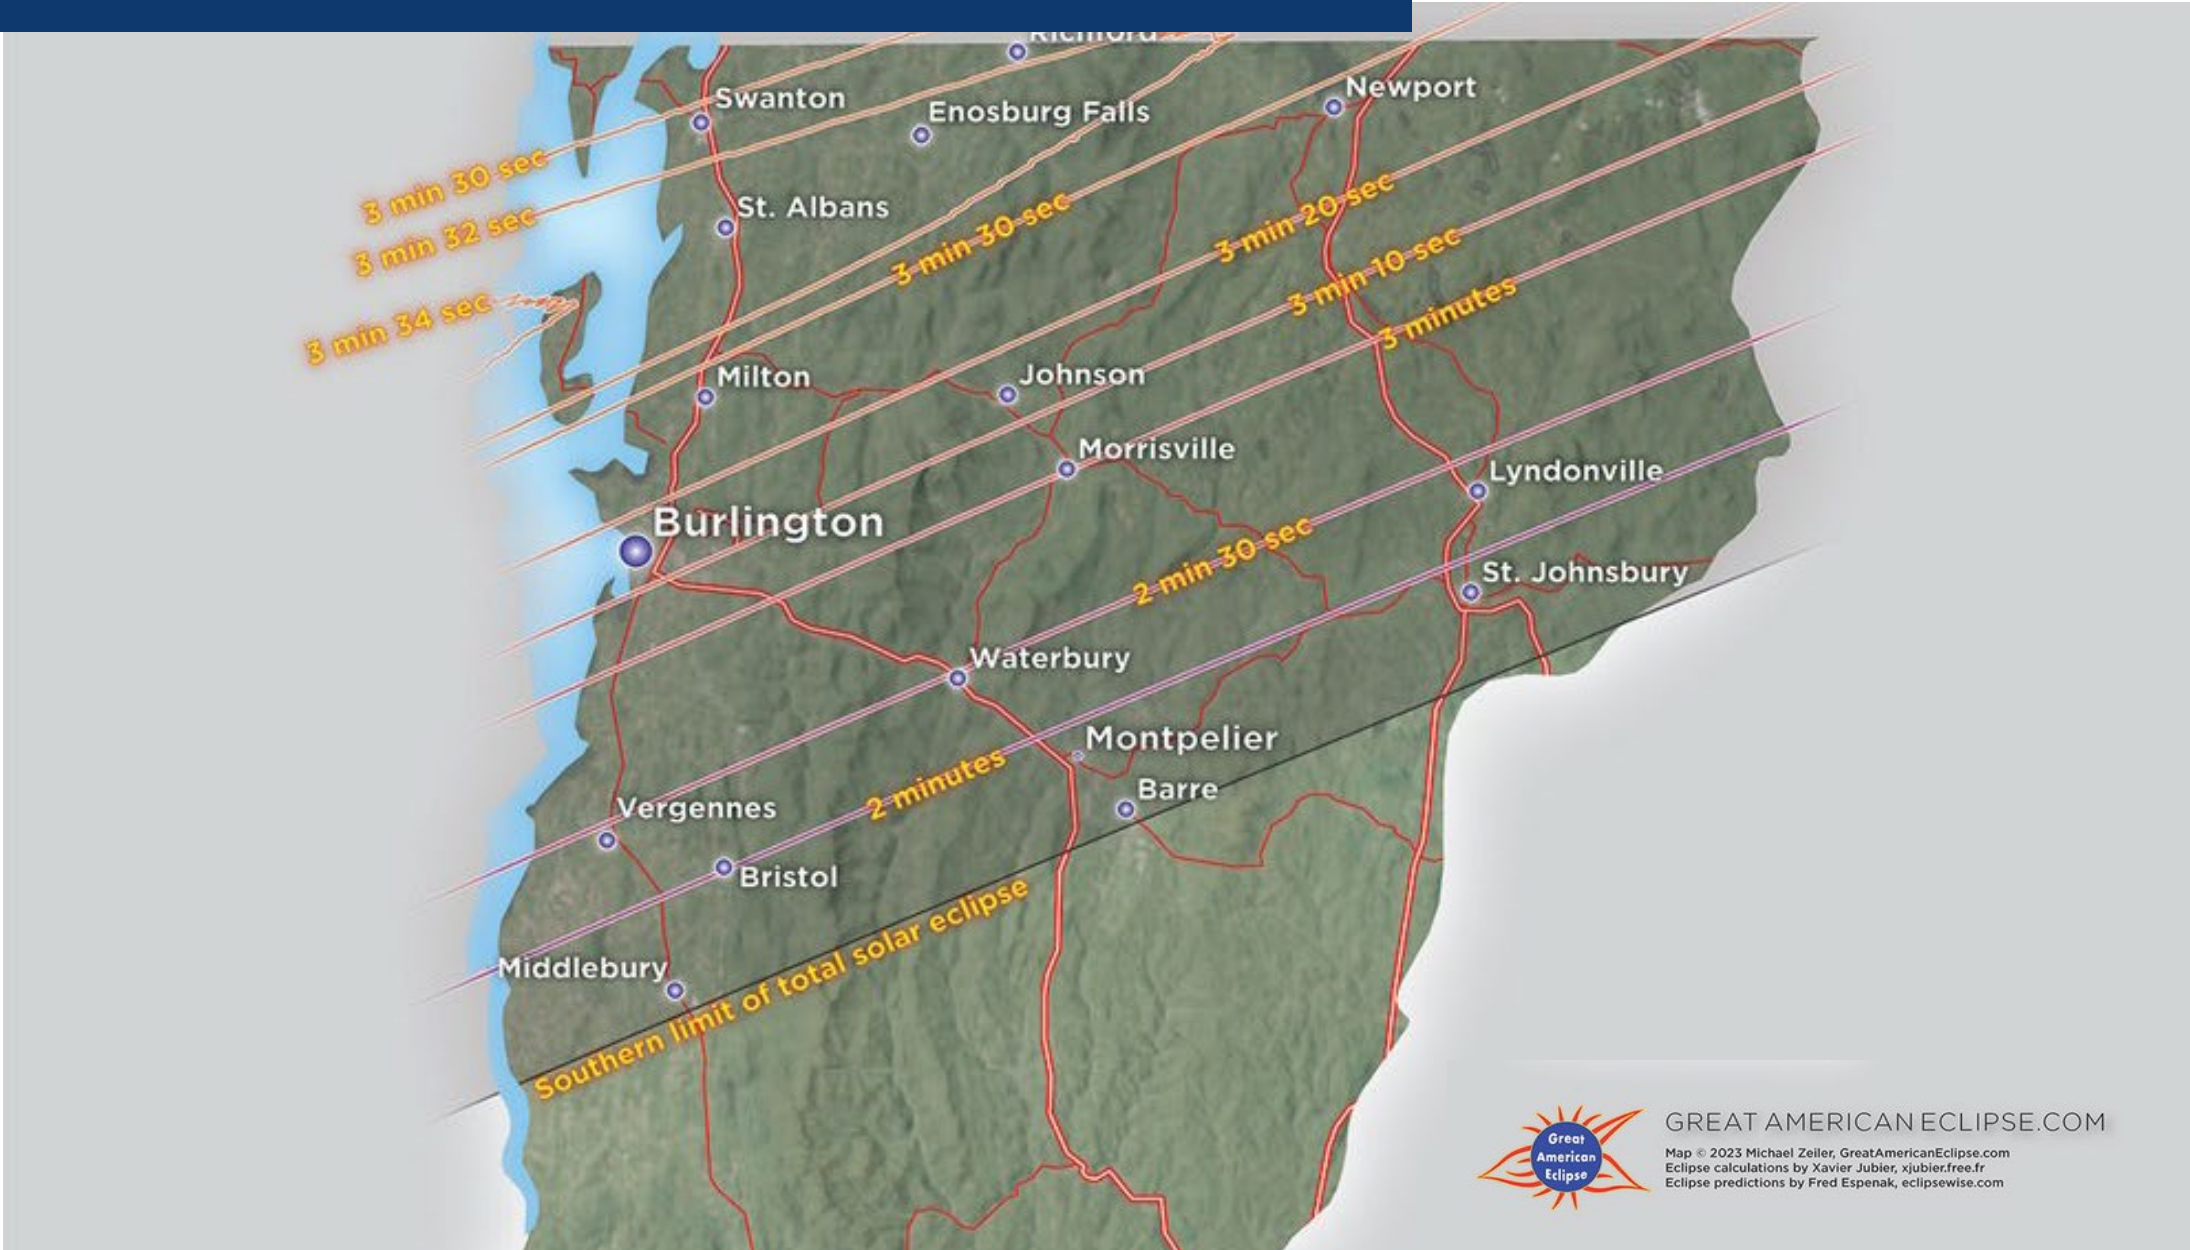 Richford
Newport
Swanton
Enosburg Falls
3 min 30 sec
3 min 32 sec
St. Albans
3 min 30 sec
3 min 20 sec
3 min 10 sec
3 min 34 sec
3 minutes
Milton
Johnson
Morrisville
Lyndonville
Burlington
2 min 30 sec
St. Johnsbury
Waterbury
Montpelier
2 minutes
Barre
Vergennes
Bristol
Southern limit of total solar eclipse
Middlebury
Great
American
Eclipse
GREATAMERICANECLIPSE.COM
Map © 2023 Michael Zeiler, GreatAmericanEclipse.com
Eclipse calculations by Xavier Jubier, xjubier.free.fr
Eclipse predictions by Fred Espenak, eclipsewise.com